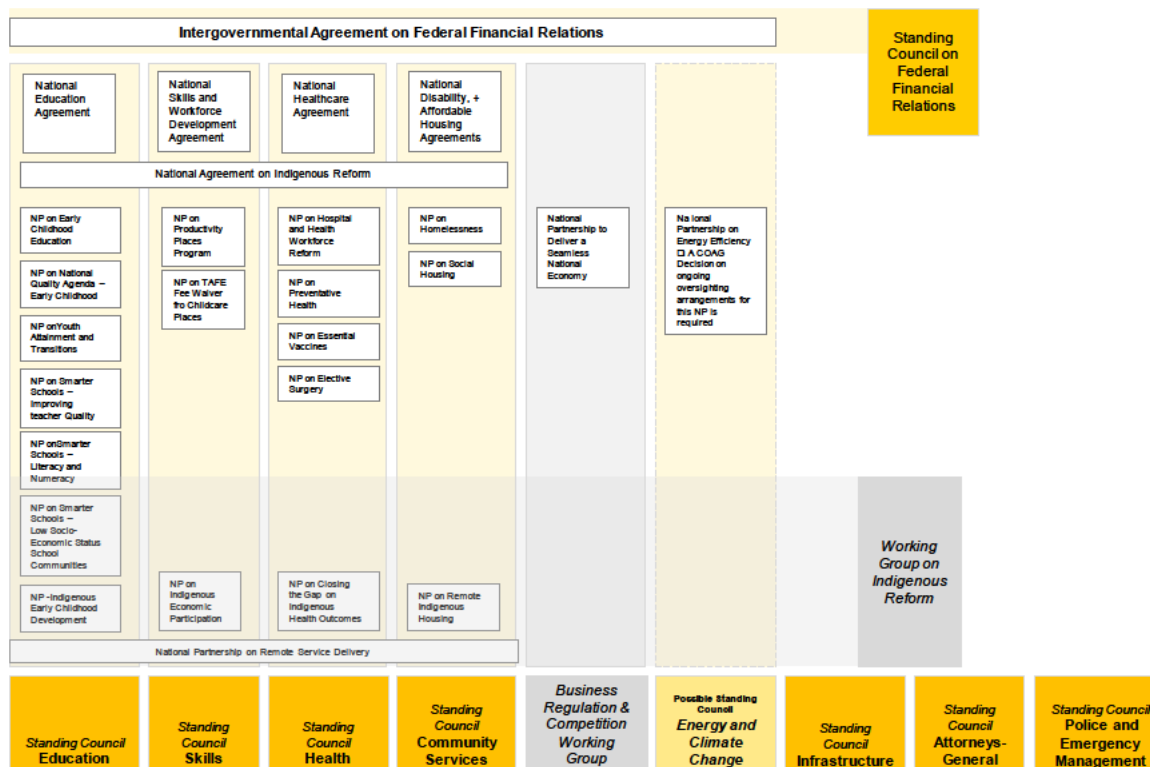 Intergovernmental Agreement on Federal Financial Relations
Standing
Council on
Federal
Financial
Relations
National
Education
Agreement
National
Skills and
Workforce
Development
Agreement
National
Healthcare
Agreement
National
Disability, +
Affordable
Housing
Agreements
National Agreement on Indigenous Reform
NP on Early
Childhood
Education
NP on National
Quality Agenda –
Early Childhood
NP onYouth
Attainment and
Transitions
NP on Smarter
Schools –
Improving
teacher Quality
NP onSmarter
Schools –
Literacy and
Numeracy
NP on Smarter
Schools –
Low Socio-
Economic Status
School
Communities
NP -Indigenous
Early Childhood
Development
NP on
Productivity
Places
Program
NP on TAFE
Fee Waiver
fro Childcare
Places
NP on
Indigenous
Economic
Participation
NP on Hospital
and Health
Workforce
Reform
NP on
Preventative
Health
NP on Essential
Vaccines
NP on Elective
Surgery
NP on Closing
the Gap on
Indigenous
Health Outcomes
NP on
Homelessness
NP on Social
Housing
NP on Remote
Indigenous
Housing
National
Partnership to
Deliver a
Seamless
National
Economy
Na ional
Partnership on
Energy Efficiency
☐ A COAG
Decision on
ongoing
oversighting
arrangements for
this NP is
required
Working
Group on
Indigenous
Reform
National Partnership on Remote Service Delivery
Standing Council
Education
Standing
Council
Skills
Standing
Council
Health
Standing
Council
Community
Services
Business
Regulation &
Competition
Working
Group
Possible Standing
Council
Energy and
Climate
Change
Standing
Council
Infrastructure
Standing
Council
Attorneys-
General
Standing Council
Police and
Emergency
Management